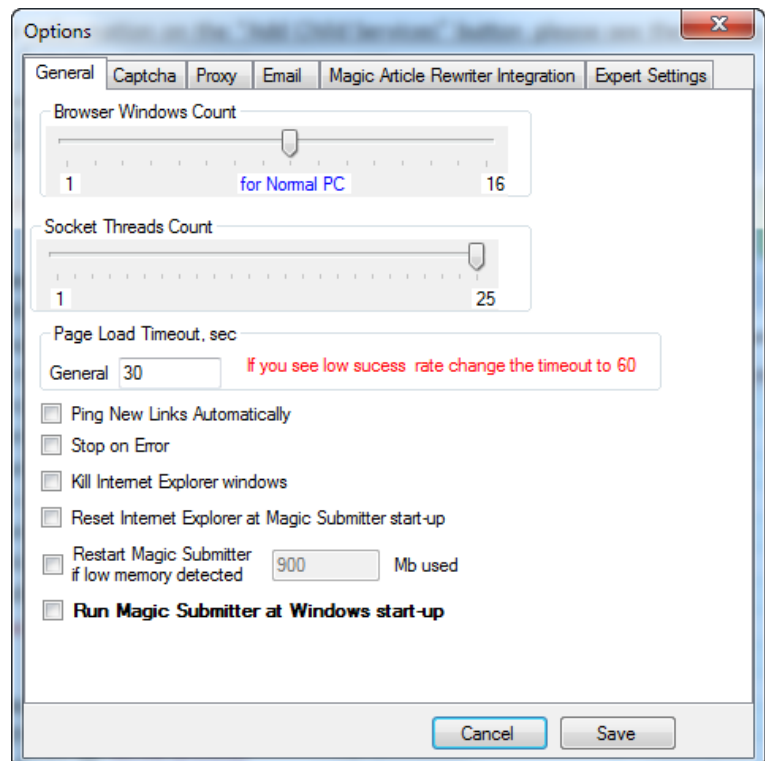 Options
General Captcha Proxy Email Magic Article Rewriter Integration Expert Settings
Browser Windows Count
1 for Normal PC 16
Socket Threads Count
1 25
Page Load Timeout, sec
General 30 If you see low sucess rate change the timeout to 60
Ping New Links Automatically
Stop on Error
Kill Internet Explorer windows
Reset Internet Explorer at Magic Submitter start-up
Restart Magic Submitter
if low memory detected 900 Mb used
Run Magic Submitter at Windows start-up
Cancel Save